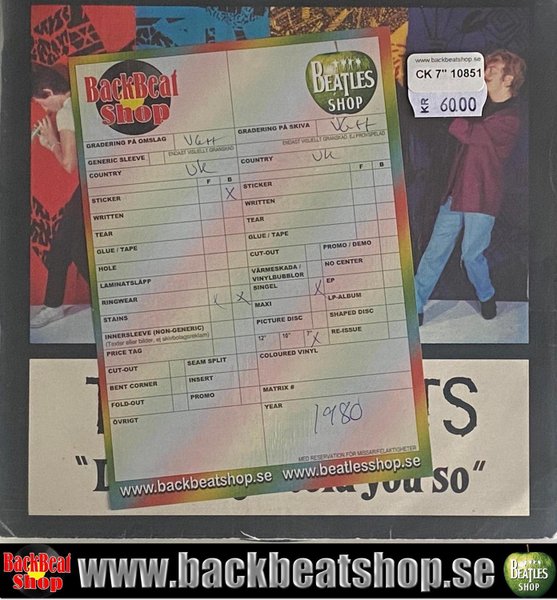 www.backbeatshop.se
CK 7" 10851
KR 60.00
BackBeat
Shop
BEATLES
SHOP
GRADERING PÅ OMSLAG VG++
ENDAST VISUELLT GRANSKAD
GENERIC SLEEVE
COUNTRY UK
F B
STICKER X
WRITTEN
TEAR
GLUE / TAPE
HOLE
LAMINATSLÄPP
RINGWEAR
STAINS X
INNERSLEEVE (NON-GENERIC)
(Texter eller bilder, ej skivbolagsreklam)
PRICE TAG
CUT-OUT SEAM SPLIT
BENT CORNER INSERT
FOLD-OUT PROMO
ÖVRIGT
GRADERING PÅ SKIVA VG++
ENDAST VISUELLT GRANSKAD, EJ PROVSPELAD
COUNTRY UK
F B
STICKER
WRITTEN
TEAR
GLUE / TAPE
CUT-OUT PROMO / DEMO
VÄRMESKADA / NO CENTER
VINYLBUBBLOR
SINGEL X EP
MAXI LP-ALBUM
PICTURE DISC SHAPED DISC
12" 10" 7" X RE-ISSUE
COLOURED VINYL
MATRIX #
YEAR 1980
MED RESERVATION FÖR MISSAR/FELAKTIGHETER
www.backbeatshop.se www.beatlesshop.se
TS
told you so"
BackBeat
Shop
www.backbeatshop.se
BEATLES
SHOP